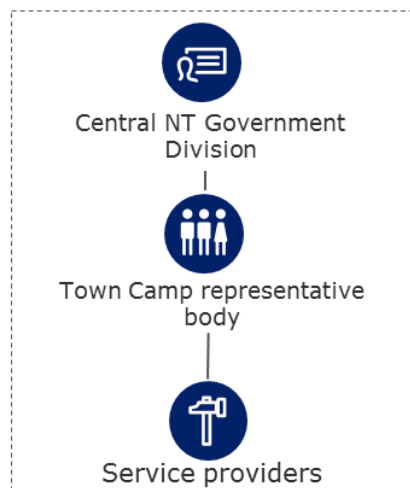 Central NT Government
Division
Town Camp representative
body
Service providers